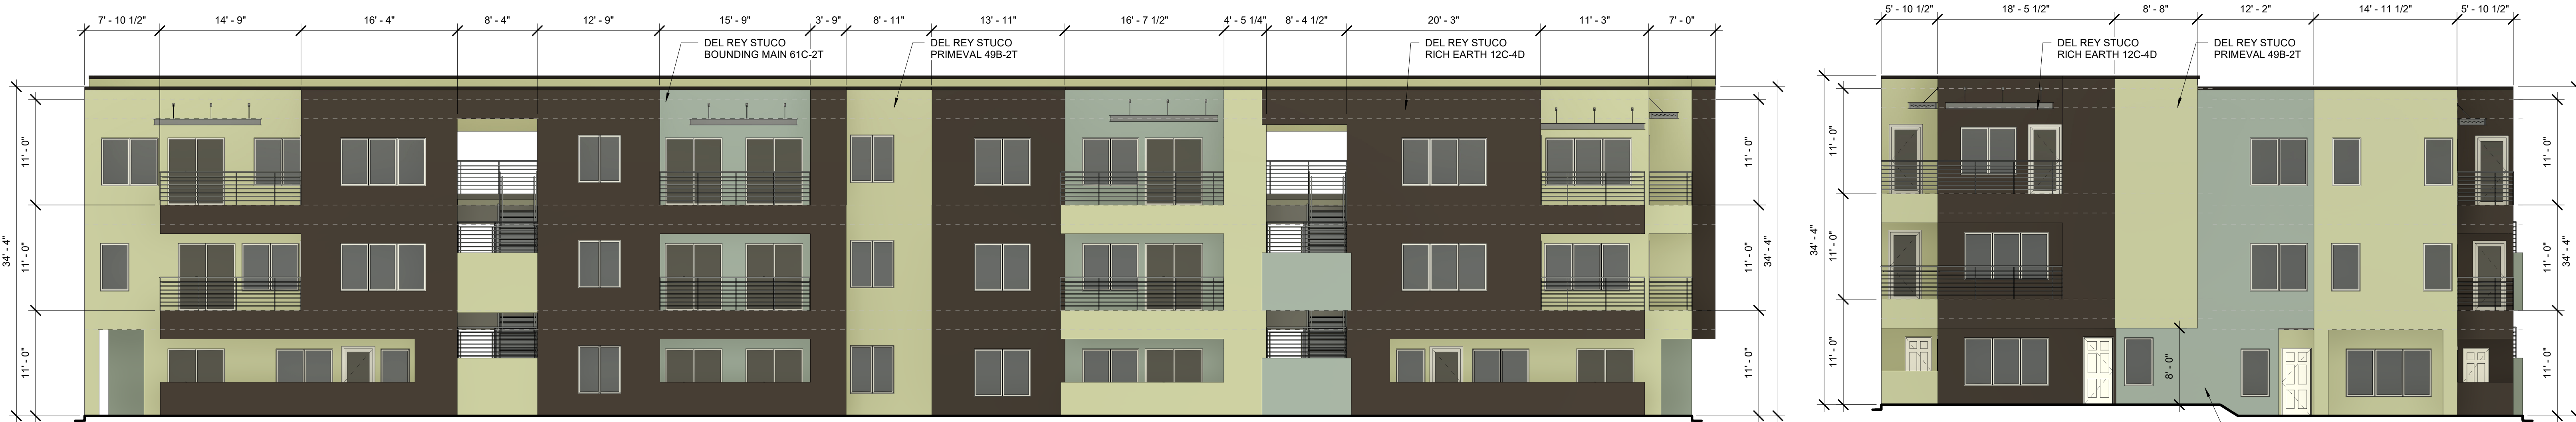 7' - 10 1/2" 14' - 9" 16' - 4" 8' - 4" 12' - 9" 15' - 9" 3' - 9" 8' - 11" 13' - 11" 16' - 7 1/2" 4' - 5 1/4" 8' - 4 1/2" 20' - 3" 11' - 3" 7' - 0"
DEL REY STUCO
BOUNDING MAIN 61C-2T
DEL REY STUCO
PRIMEVAL 49B-2T
DEL REY STUCO
RICH EARTH 12C-4D
34' - 4"
11' - 0"
11' - 0"
11' - 0"
11' - 0"
11' - 0"
11' - 0"
34' - 4"
5' - 10 1/2" 18' - 5 1/2" 8' - 8" 12' - 2" 14' - 11 1/2" 5' - 10 1/2"
DEL REY STUCO
RICH EARTH 12C-4D
DEL REY STUCO
PRIMEVAL 49B-2T
34' - 4"
11' - 0"
11' - 0"
11' - 0"
8' - 0"
11' - 0"
11' - 0"
11' - 0"
34' - 4"